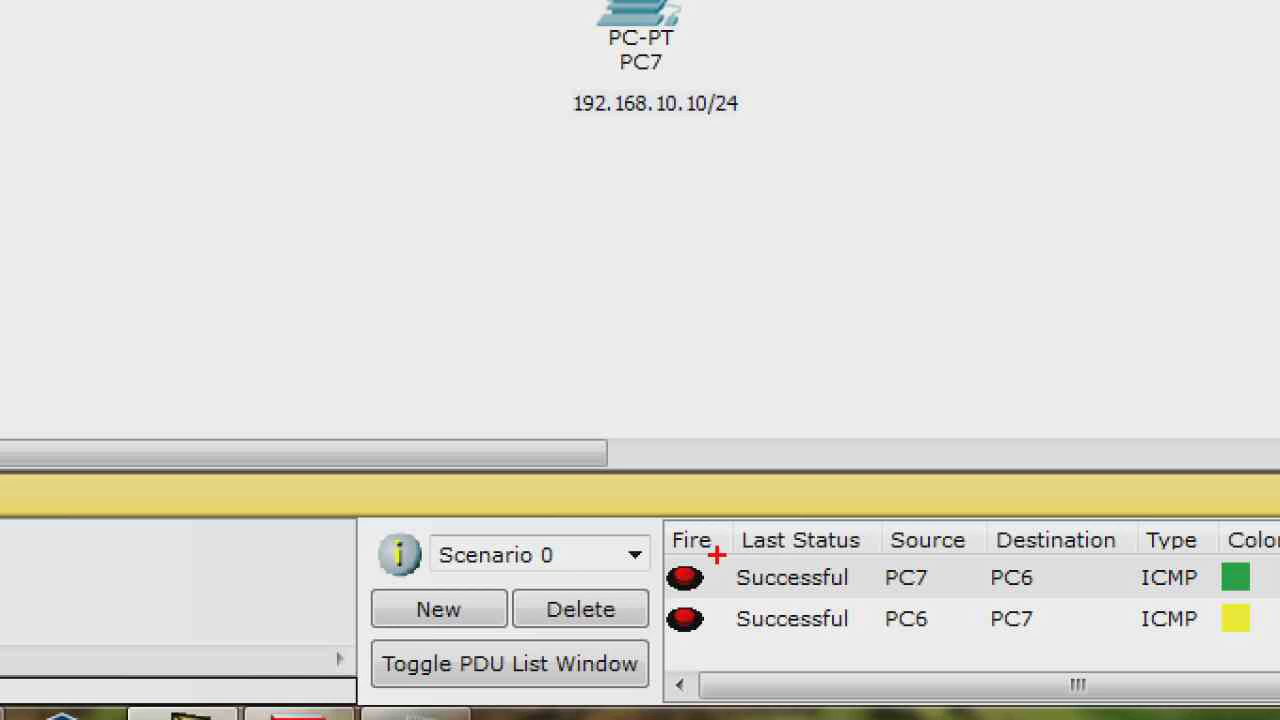 PC-PT
PC7
192.168.10.10/24
Scenario 0
New Delete
Toggle PDU List Window
Fire Last Status Source Destination Type Color
Successful PC7 PC6 ICMP
Successful PC6 PC7 ICMP